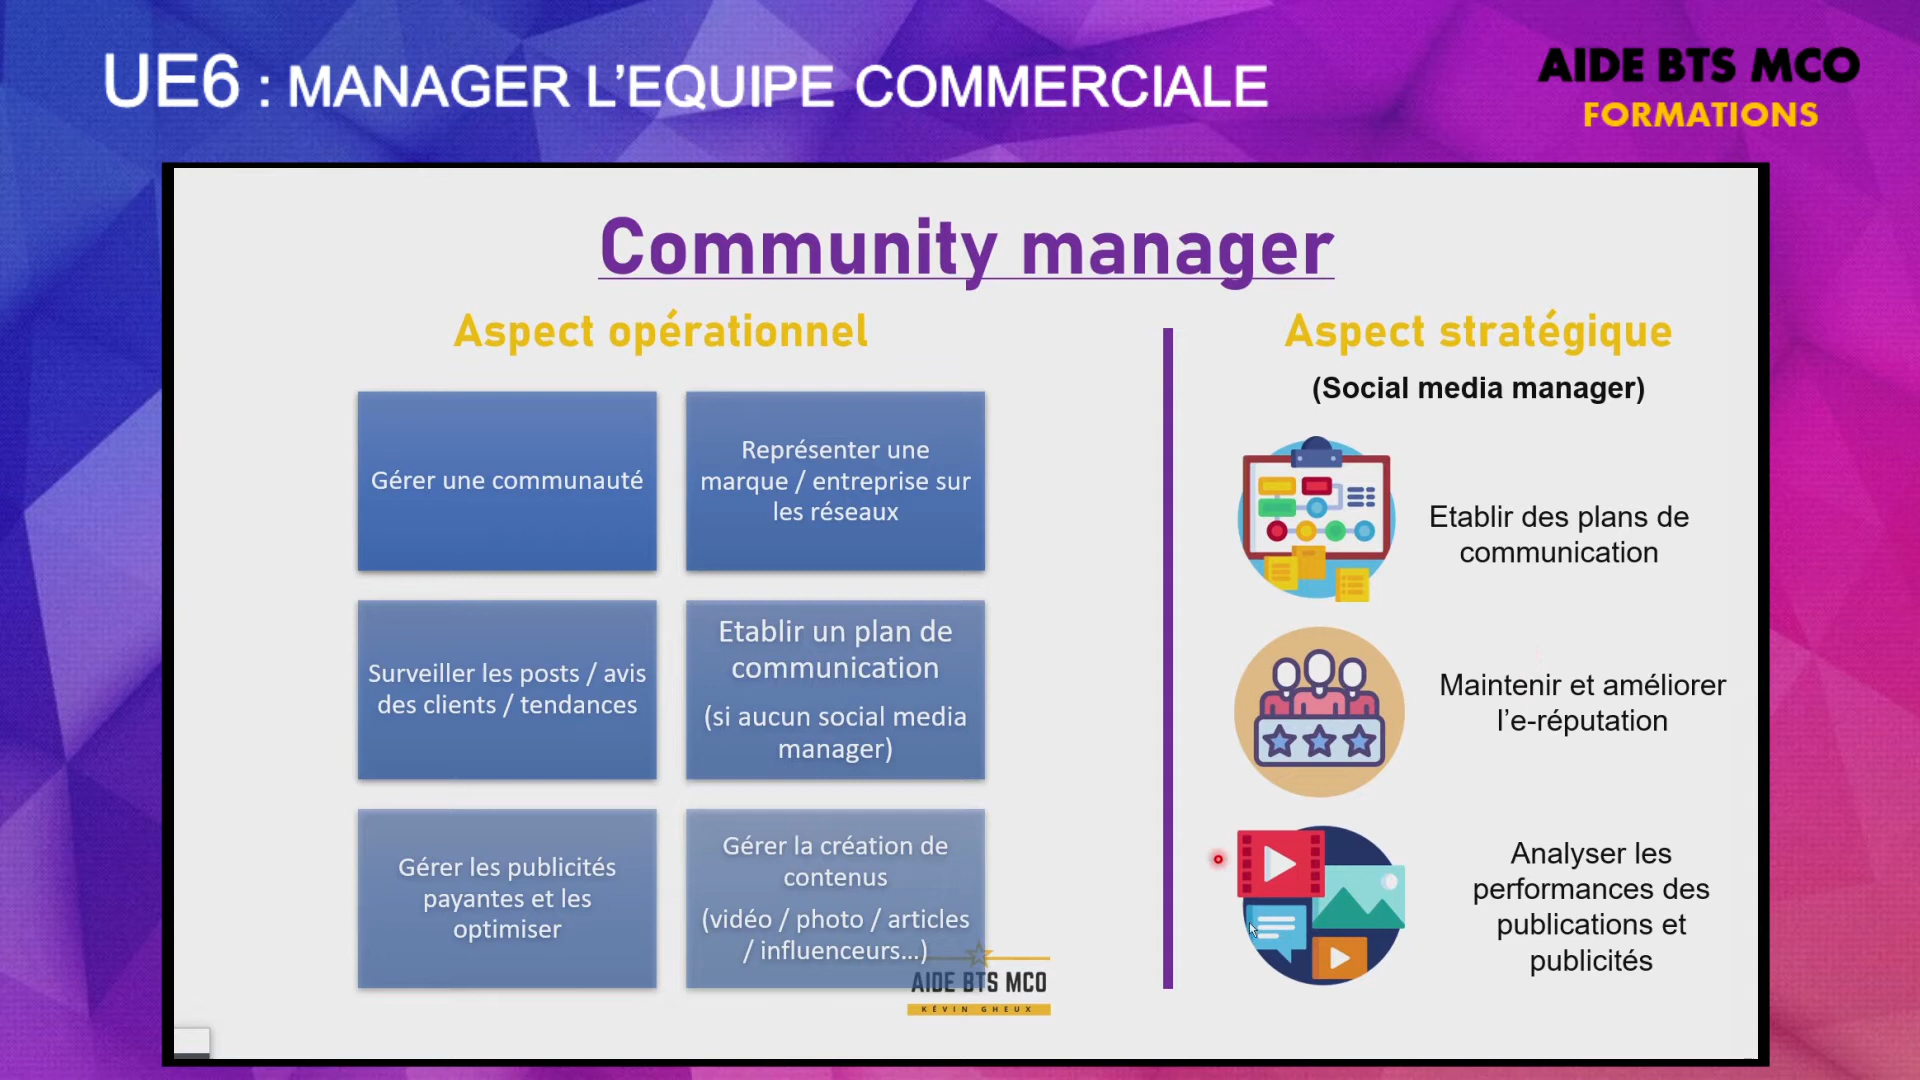 UE6 : MANAGER L’EQUIPE COMMERCIALE
AIDE BTS MCO
FORMATIONS
Community manager
Aspect opérationnel
Gérer une communauté
Représenter une
marque / entreprise sur
les réseaux
Surveiller les posts / avis
des clients / tendances
Etablir un plan de
communication
(si aucun social media
manager)
Gérer les publicités
payantes et les
optimiser
Gérer la création de
contenus
(vidéo / photo / articles
/ influenceurs...)
AIDE BTS MCO
KÉVIN GHEUX
Aspect stratégique
(Social media manager)
Etablir des plans de
communication
Maintenir et améliorer
l’e-réputation
Analyser les
performances des
publications et
publicités